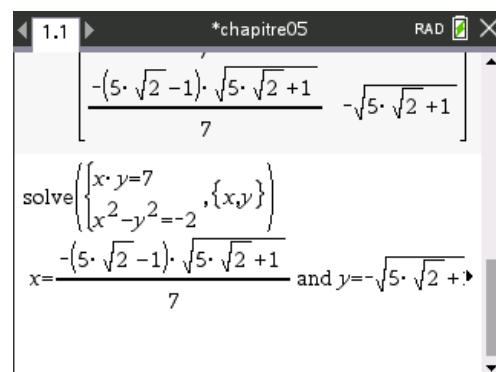 1.1 *chapitre05 RAD
-(5·√2-1)·√(5·√2+1)/7 -√(5·√2+1)
solve({x·y=7
x²-y²=-2 ,{x,y})
x=-(5·√2-1)·√(5·√2+1)/7 and y=-√(5·√2+